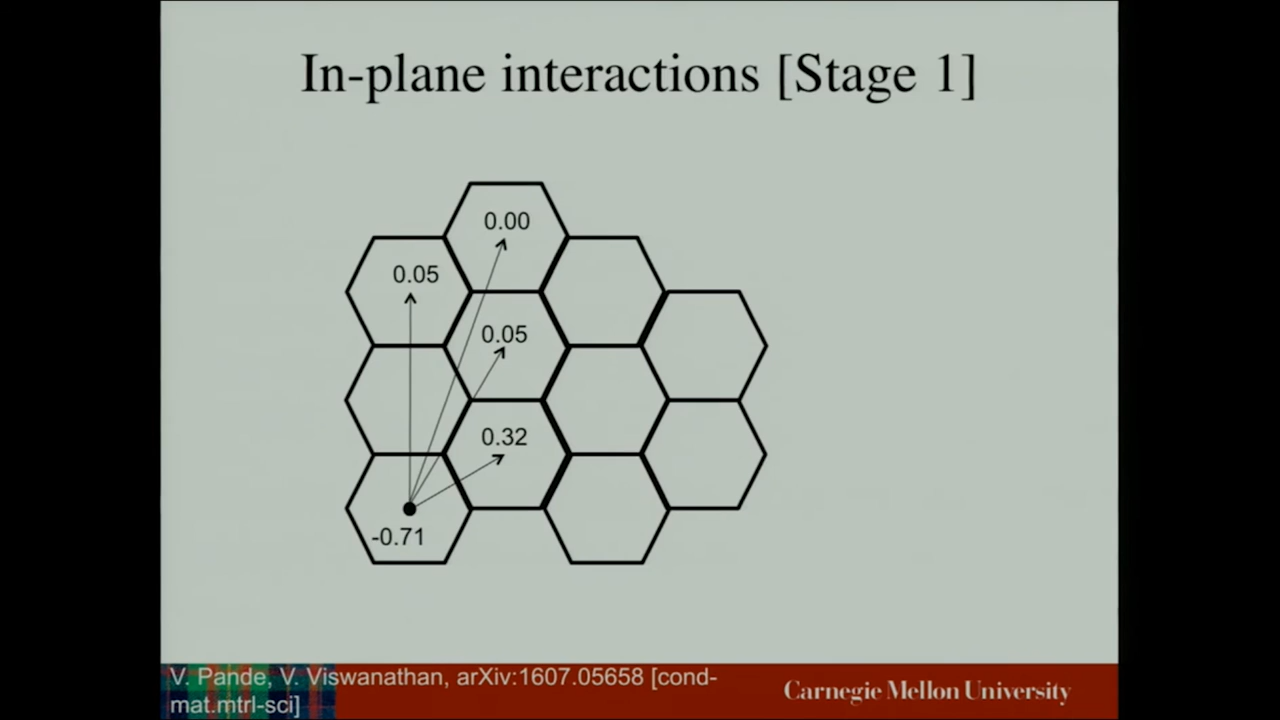 In-plane interactions [Stage 1]
0.00
0.05
0.05
0.32
-0.71
V. Pande, V. Viswanathan, arXiv:1607.05658 [cond-
mat.mtrl-sci]
Carnegie Mellon University